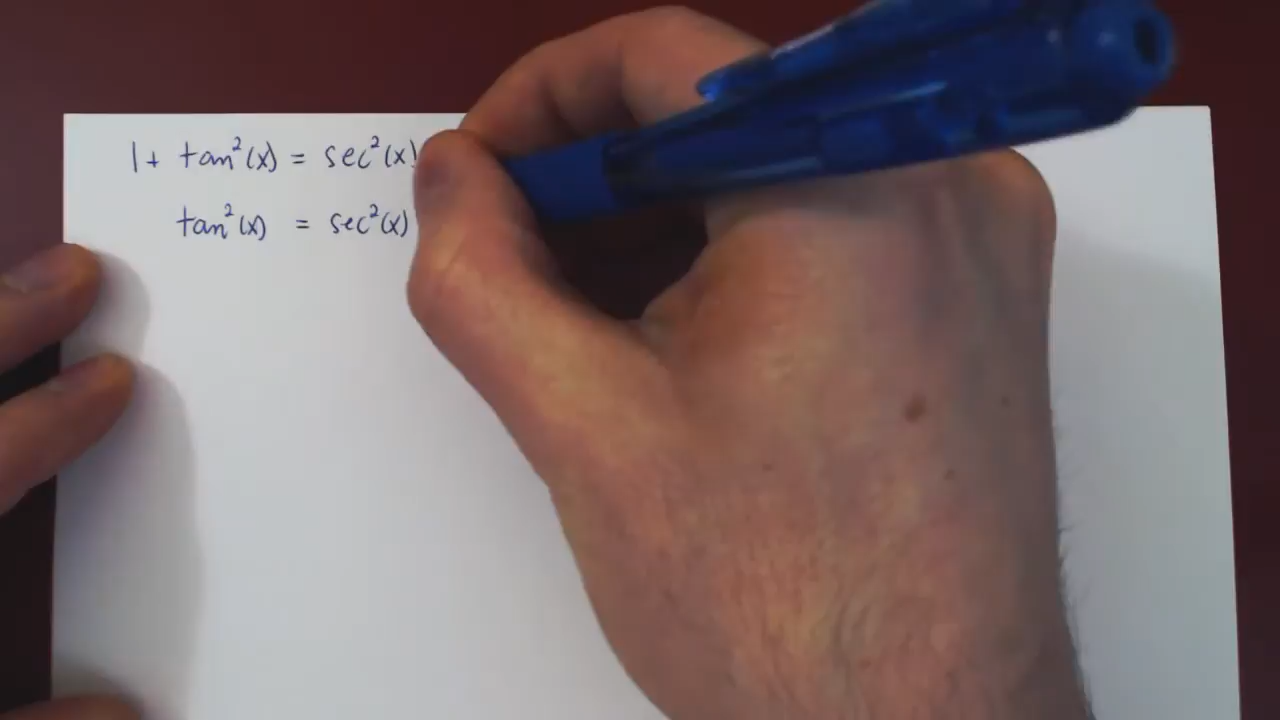 1 + tan²(x) = sec²(x)
tan²(x) = sec²(x)